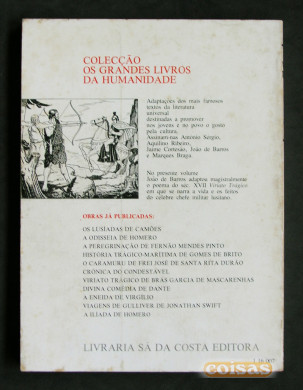 COLECÇÃO
OS GRANDES LIVROS
DA HUMANIDADE
Adaptações dos mais famosos
textos da literatura
universal
destinadas a promover
nos jovens e no povo o gosto
pela cultura.
Assinam-nas Antonio Sergio,
Aquilino Ribeiro,
Jaime Cortesão, João de Barros
e Marques Braga.
No presente volume
João de Barros adaptou magistralmente
o poema do séc. XVII Viriato Trágico
em que se narra a vida e os feitos
do celebre chefe militar lusitano.
OBRAS JÁ PUBLICADAS:
OS LUSÍADAS DE CAMÕES
A ODISSEIA DE HOMERO
A PEREGRINAÇÃO DE FERNÃO MENDES PINTO
HISTÓRIA TRÁGICO-MARÍTIMA DE GOMES DE BRITO
O CARAMURU DE FREI JOSÉ DE SANTA RITA DURÃO
CRÓNICA DO CONDESTÁVEL
VIRIATO TRÁGICO DE BRÁS GARCIA DE MASCARENHAS
DIVINA COMÉDIA DE DANTE
A ENEIDA DE VIRGÍLIO
VIAGENS DE GULLIVER DE JONATHAN SWIFT
A ILÍADA DE HOMERO
LIVRARIA SÁ DA COSTA EDITORA
coisas